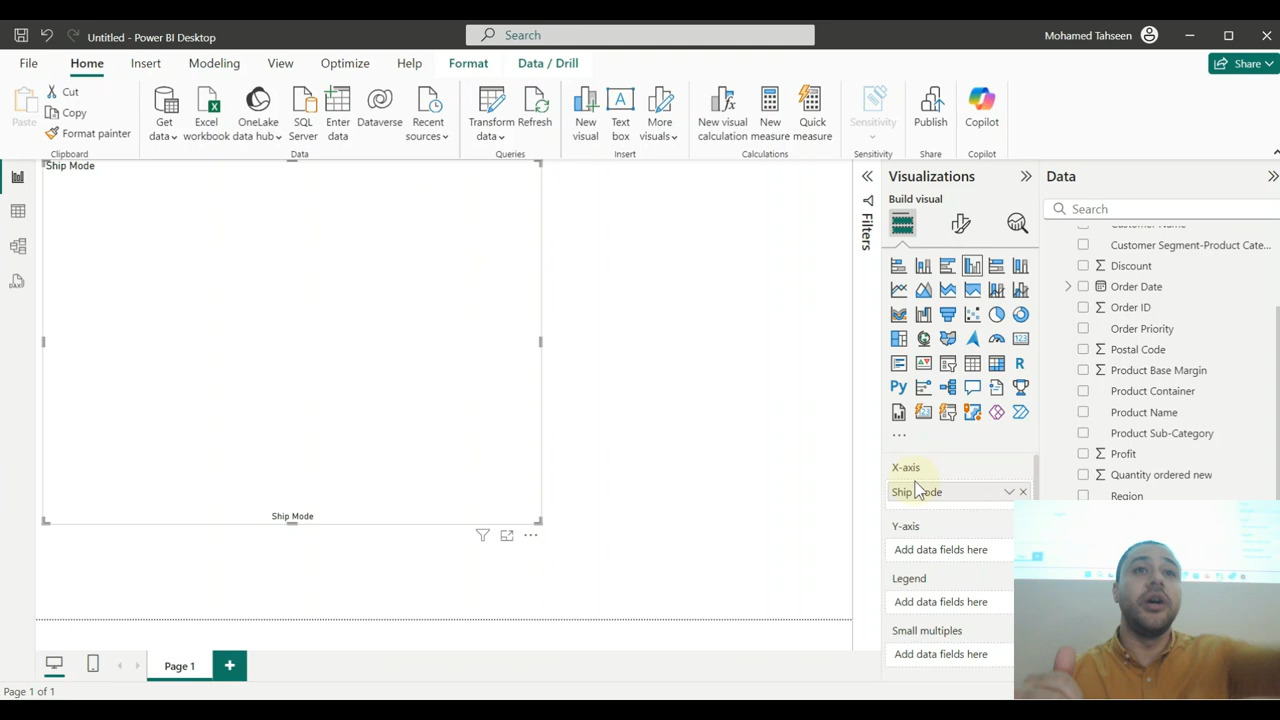 Untitled - Power BI Desktop
Search
Mohamed Tahseen
File Home Insert Modeling View Optimize Help Format Data / Drill
Share
Paste
Cut
Copy
Format painter
Clipboard
Get data
Excel workbook
OneLake data hub
SQL Server
Enter data
Dataverse
Recent sources
Data
Transform data
Refresh
Queries
New visual
Text box
More visuals
Insert
New visual calculation
New measure
Quick measure
Calculations
Sensitivity
Sensitivity
Publish
Share
Copilot
Copilot
Ship Mode
Ship Mode
Filters
Visualizations
Build visual
R
Py
123
X-axis
Ship Mode
Y-axis
Add data fields here
Legend
Add data fields here
Small multiples
Add data fields here
Data
Search
Customer Name
Customer Segment-Product Cate...
Discount
Order Date
Order ID
Order Priority
Postal Code
Product Base Margin
Product Container
Product Name
Product Sub-Category
Profit
Quantity ordered new
Region
Page 1
Page 1 of 1